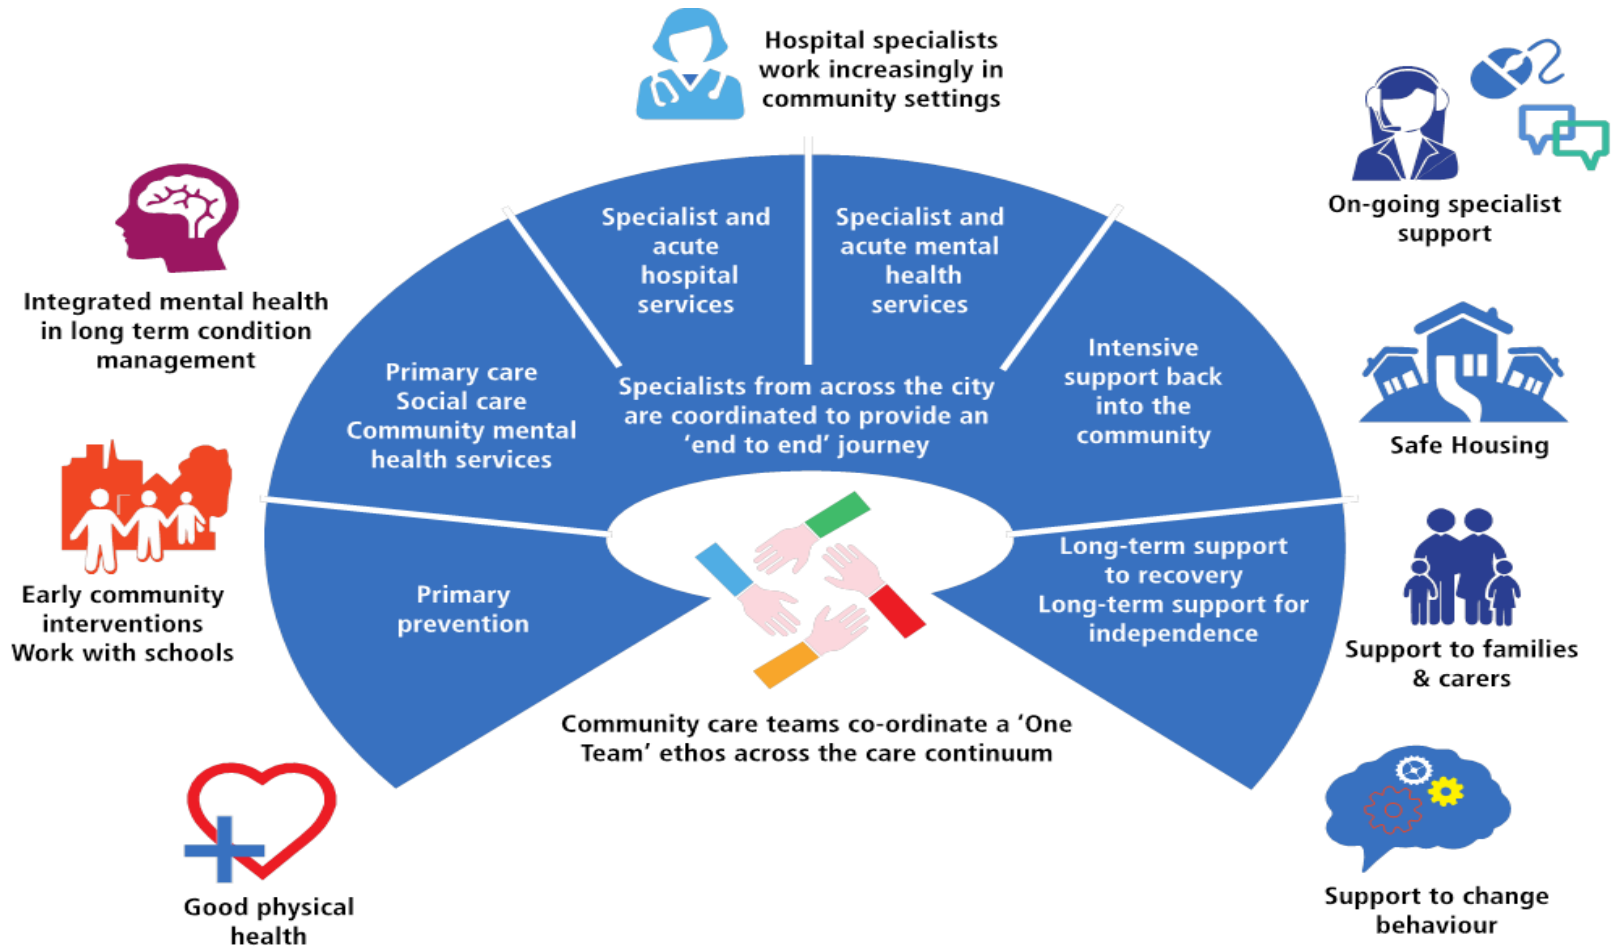 Hospital specialists
work increasingly in
community settings
On-going specialist
support
Integrated mental health
in long term condition
management
Specialist and
acute
hospital
services
Specialist and
acute mental
health
services
Primary care
Social care
Community mental
health services
Specialists from across the city
are coordinated to provide an
‘end to end’ journey
Intensive
support back
into the
community
Safe Housing
Early community
interventions
Work with schools
Primary
prevention
Long-term support
to recovery
Long-term support for
independence
Support to families
& carers
Community care teams co-ordinate a ‘One
Team’ ethos across the care continuum
Good physical
health
Support to change
behaviour